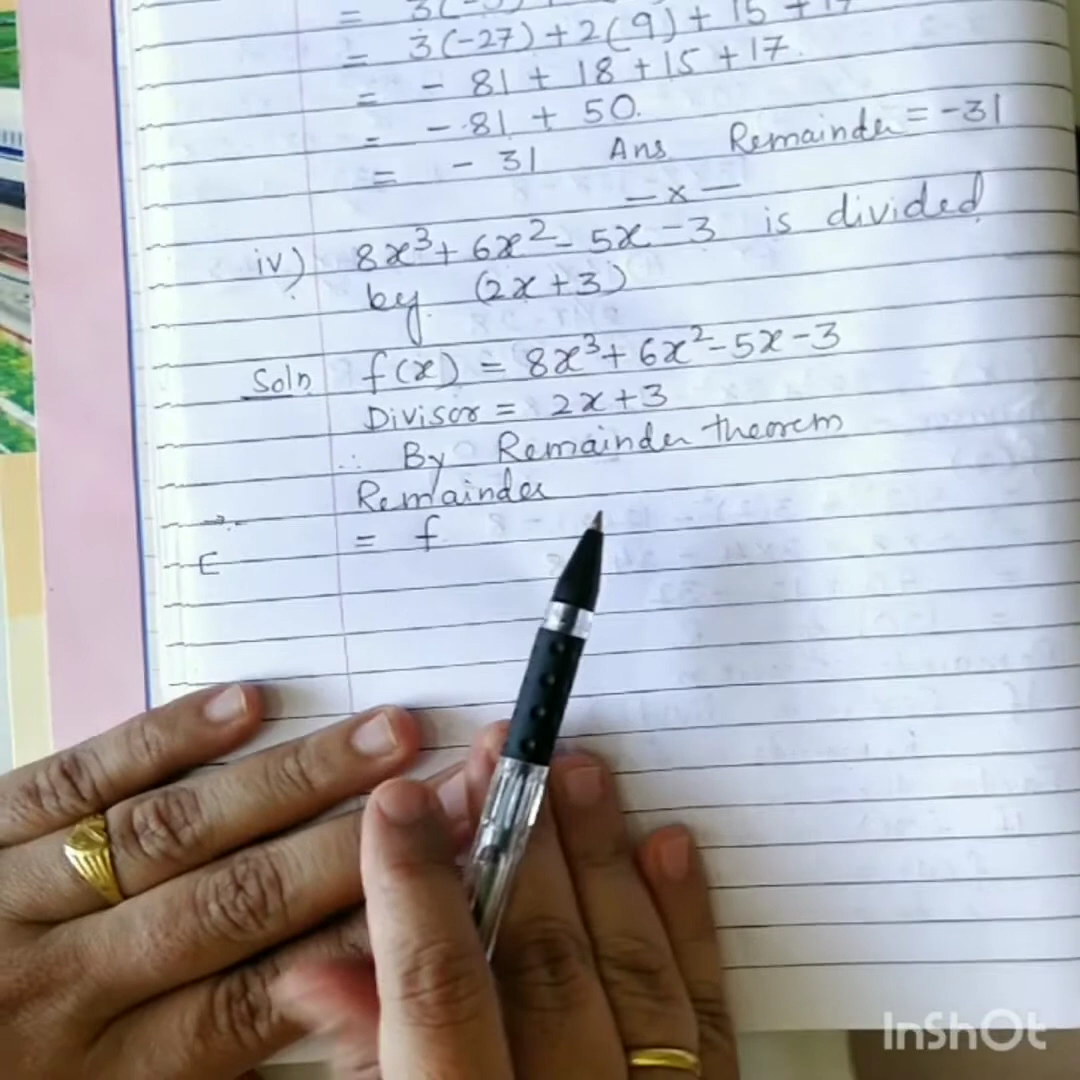 = 3(-27) + 2(9) + 15 + 17
= - 81 + 18 + 15 + 17.
= - 81 + 50.
= - 31 Ans Remainder = -31
— x —
iv) 8x³ + 6x² - 5x - 3 is divided
by (2x + 3)
Soln f(x) = 8x³ + 6x² - 5x - 3
Divisor = 2x + 3
∴ By Remainder theorem
Remainder
= f
InShOt